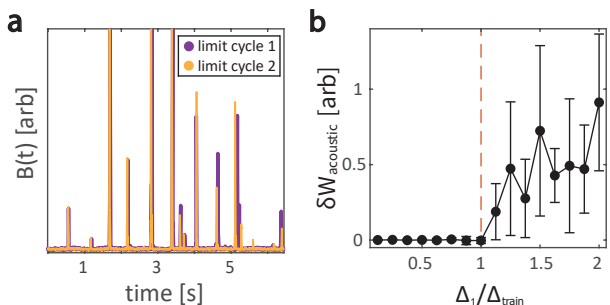 a
limit cycle 1
limit cycle 2
B(t) [arb]
1 3 5
time [s]
b
δW_acoustic [arb]
1
0.5
0
0.5 1 1.5 2
Δ_1/Δ_train